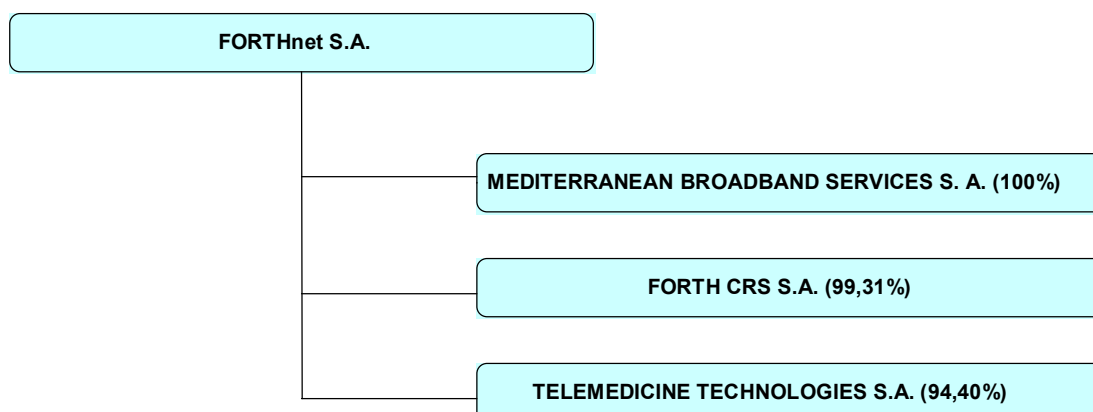 FORTHnet S.A.
MEDITERRANEAN BROADBAND SERVICES S. A. (100%)
FORTH CRS S.A. (99,31%)
TELEMEDICINE TECHNOLOGIES S.A. (94,40%)